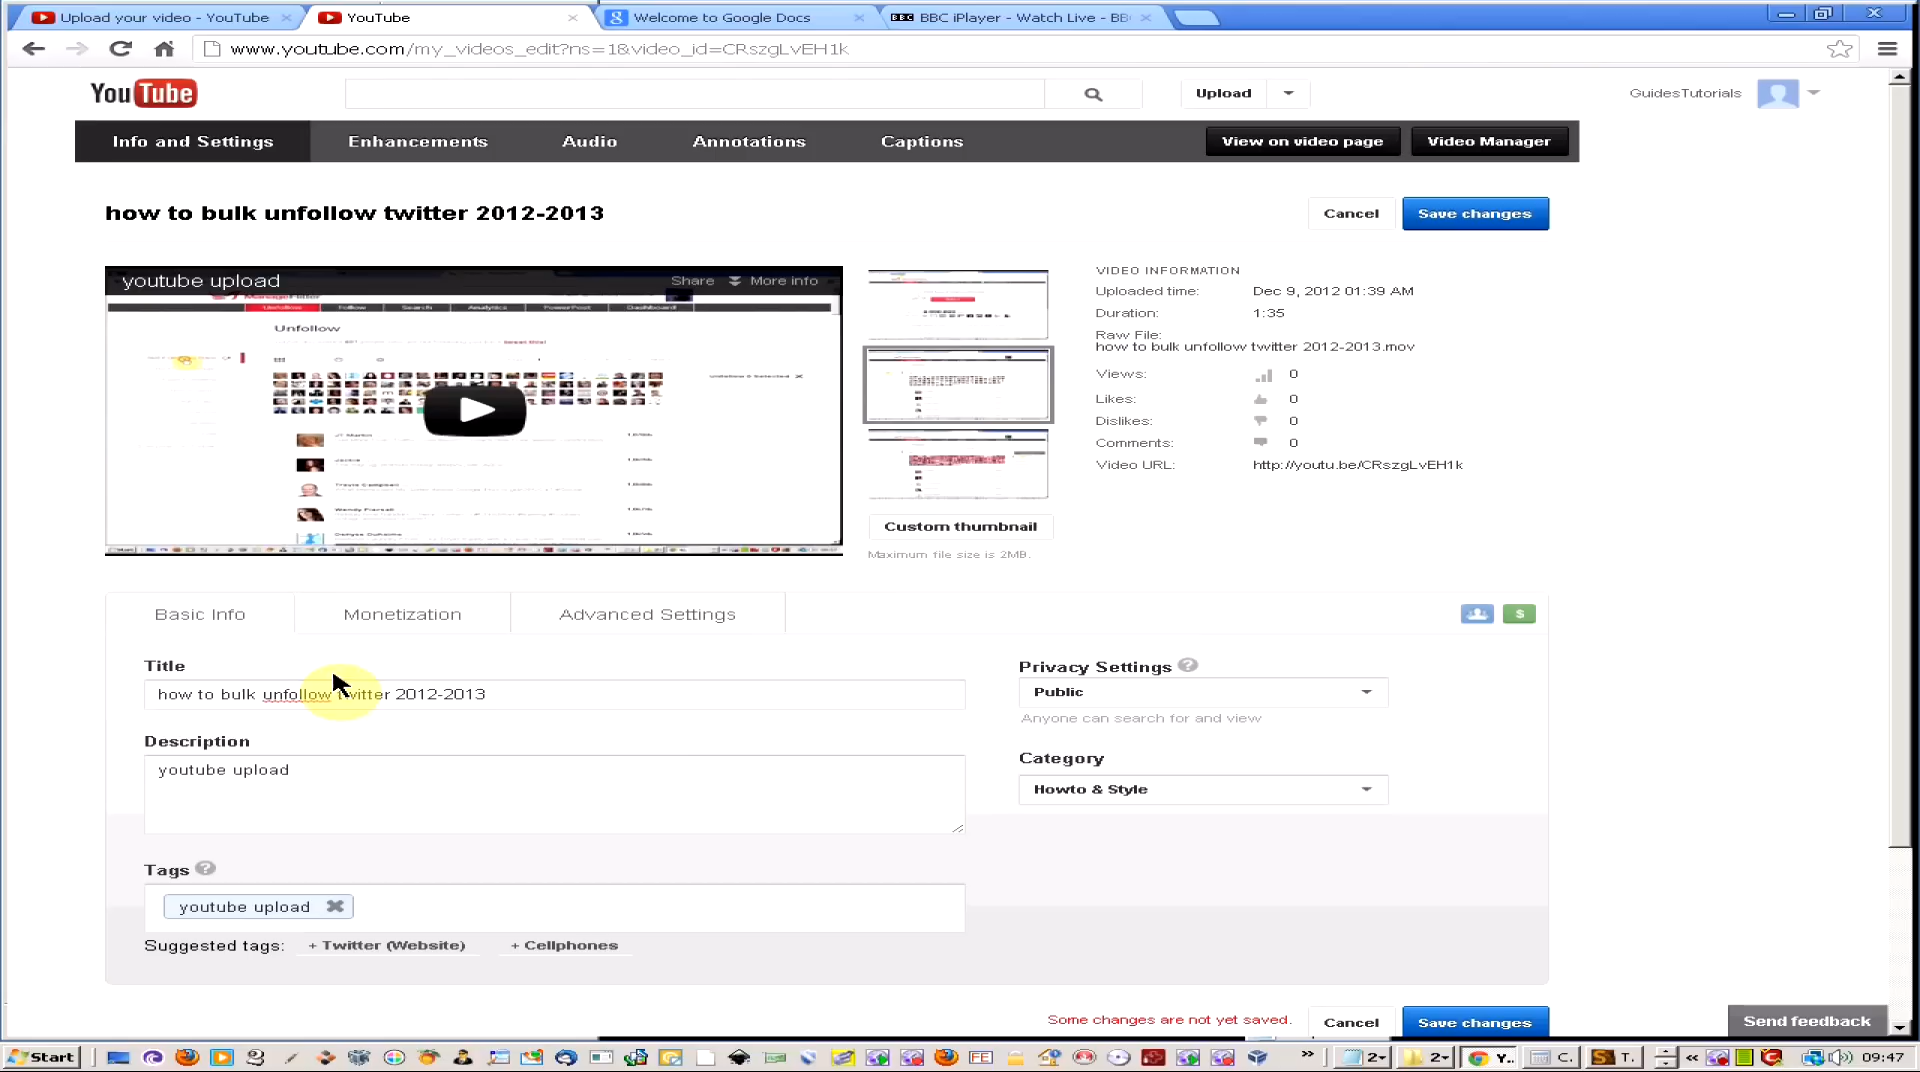 Upload your video - YouTube
YouTube
Welcome to Google Docs
BBC iPlayer - Watch Live - BB
www.youtube.com/my_videos_edit?ns=1&video_id=CRszgLvEH1k
YouTube
Upload
GuidesTutorials
Info and Settings
Enhancements
Audio
Annotations
Captions
View on video page
Video Manager
how to bulk unfollow twitter 2012-2013
Cancel
Save changes
youtube upload
Share
More info
Unfollow
Custom thumbnail
Maximum file size is 2MB.
VIDEO INFORMATION
Uploaded time: Dec 9, 2012 01:39 AM
Duration: 1:35
Raw File:
how to bulk unfollow twitter 2012-2013.mov
Views: 0
Likes: 0
Dislikes: 0
Comments: 0
Video URL: http://youtu.be/CRszgLvEH1k
Basic Info
Monetization
Advanced Settings
$
Title
how to bulk unfollow twitter 2012-2013
Description
youtube upload
Tags
youtube upload
Suggested tags: + Twitter (Website) + Cellphones
Privacy Settings
Public
Anyone can search for and view
Category
Howto & Style
Some changes are not yet saved.
Cancel
Save changes
Send feedback
Start
FE
2
2
Y..
C.
T.
09:47